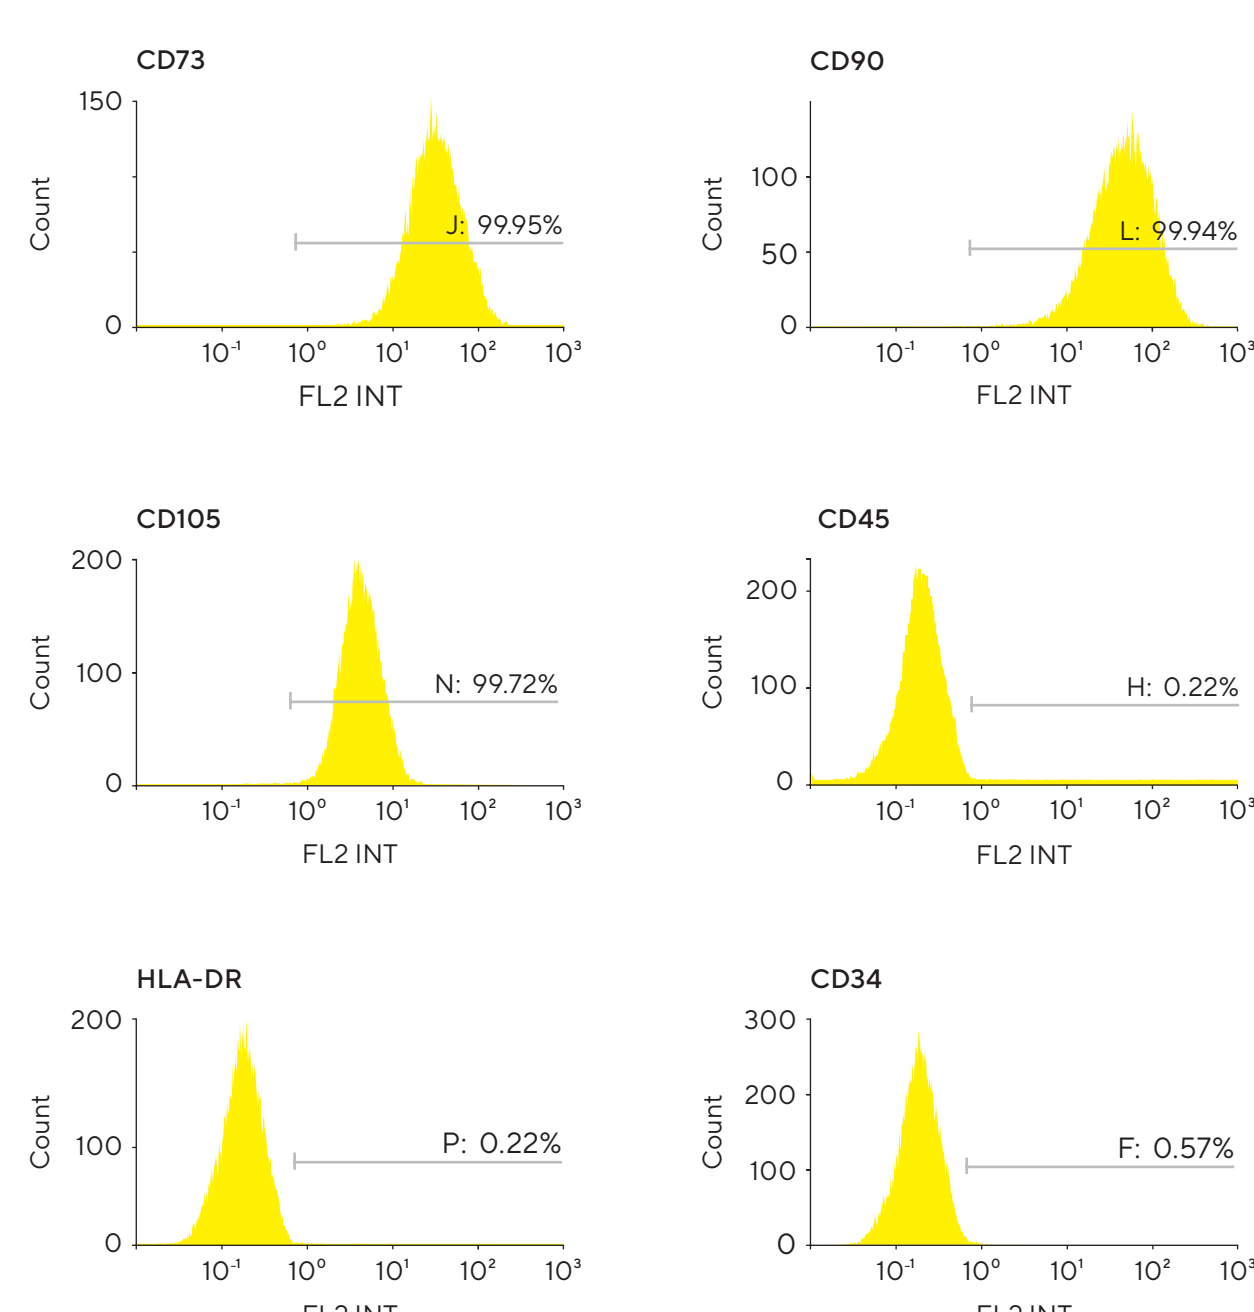 CD73
150
0
Count
J: 99.95%
10⁻¹ 10⁰ 10¹ 10² 10³
FL2 INT
CD90
100
50
0
Count
L: 99.94%
10⁻¹ 10⁰ 10¹ 10² 10³
FL2 INT
CD105
200
100
0
Count
N: 99.72%
10⁻¹ 10⁰ 10¹ 10² 10³
FL2 INT
CD45
200
100
0
Count
H: 0.22%
10⁻¹ 10⁰ 10¹ 10² 10³
FL2 INT
HLA-DR
200
100
0
Count
P: 0.22%
10⁻¹ 10⁰ 10¹ 10² 10³
FL2 INT
CD34
300
200
100
0
Count
F: 0.57%
10⁻¹ 10⁰ 10¹ 10² 10³
FL2 INT